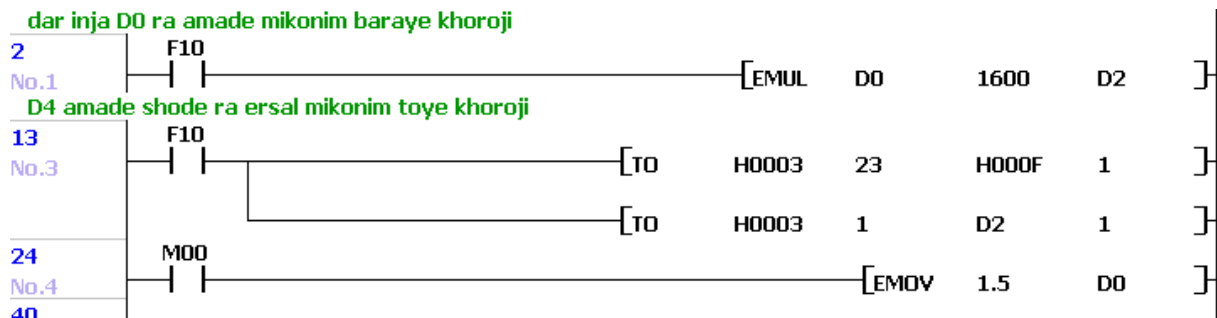 dar inja D0 ra amade mikonim baraye khoroji
2 F10
No.1 EMUL D0 1600 D2
D4 amade shode ra ersal mikonim toye khoroji
13 F10
No.3 TO H0003 23 H000F 1
TO H0003 1 D2 1
24 M00
No.4 EMOV 1.5 D0
40